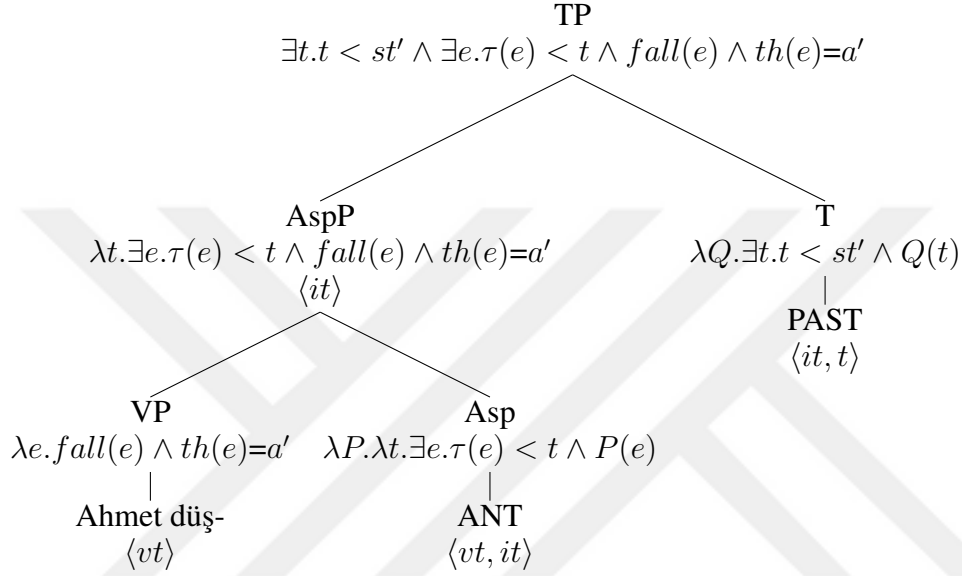 TP
∃t.t < st′ ∧ ∃e.τ(e) < t ∧ fall(e) ∧ th(e)=a′
AspP T
λt.∃e.τ(e) < t ∧ fall(e) ∧ th(e)=a′ λQ.∃t.t < st′ ∧ Q(t)
⟨it⟩ PAST
⟨it, t⟩
VP Asp
λe.fall(e) ∧ th(e)=a′ λP.λt.∃e.τ(e) < t ∧ P(e)
Ahmet düş- ANT
⟨vt⟩ ⟨vt, it⟩